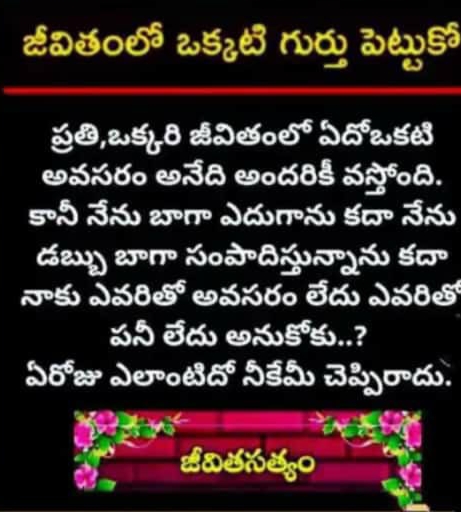 జీవితంలో ఒక్కటి గుర్తు పెట్టుకో
ప్రతి,ఒక్కరి జీవితంలో ఏదోఒకటి
అవసరం అనేది అందరికీ వస్తోంది.
కానీ నేను బాగా ఎదుగాను కదా నేను
డబ్బు బాగా సంపాదిస్తున్నాను కదా
నాకు ఎవరితో అవసరం లేదు ఎవరితో
పనీ లేదు అనుకోకు..?
ఏరోజు ఎలాంటిదో నీకేమీ చెప్పిరాదు.
జీవితసత్యం